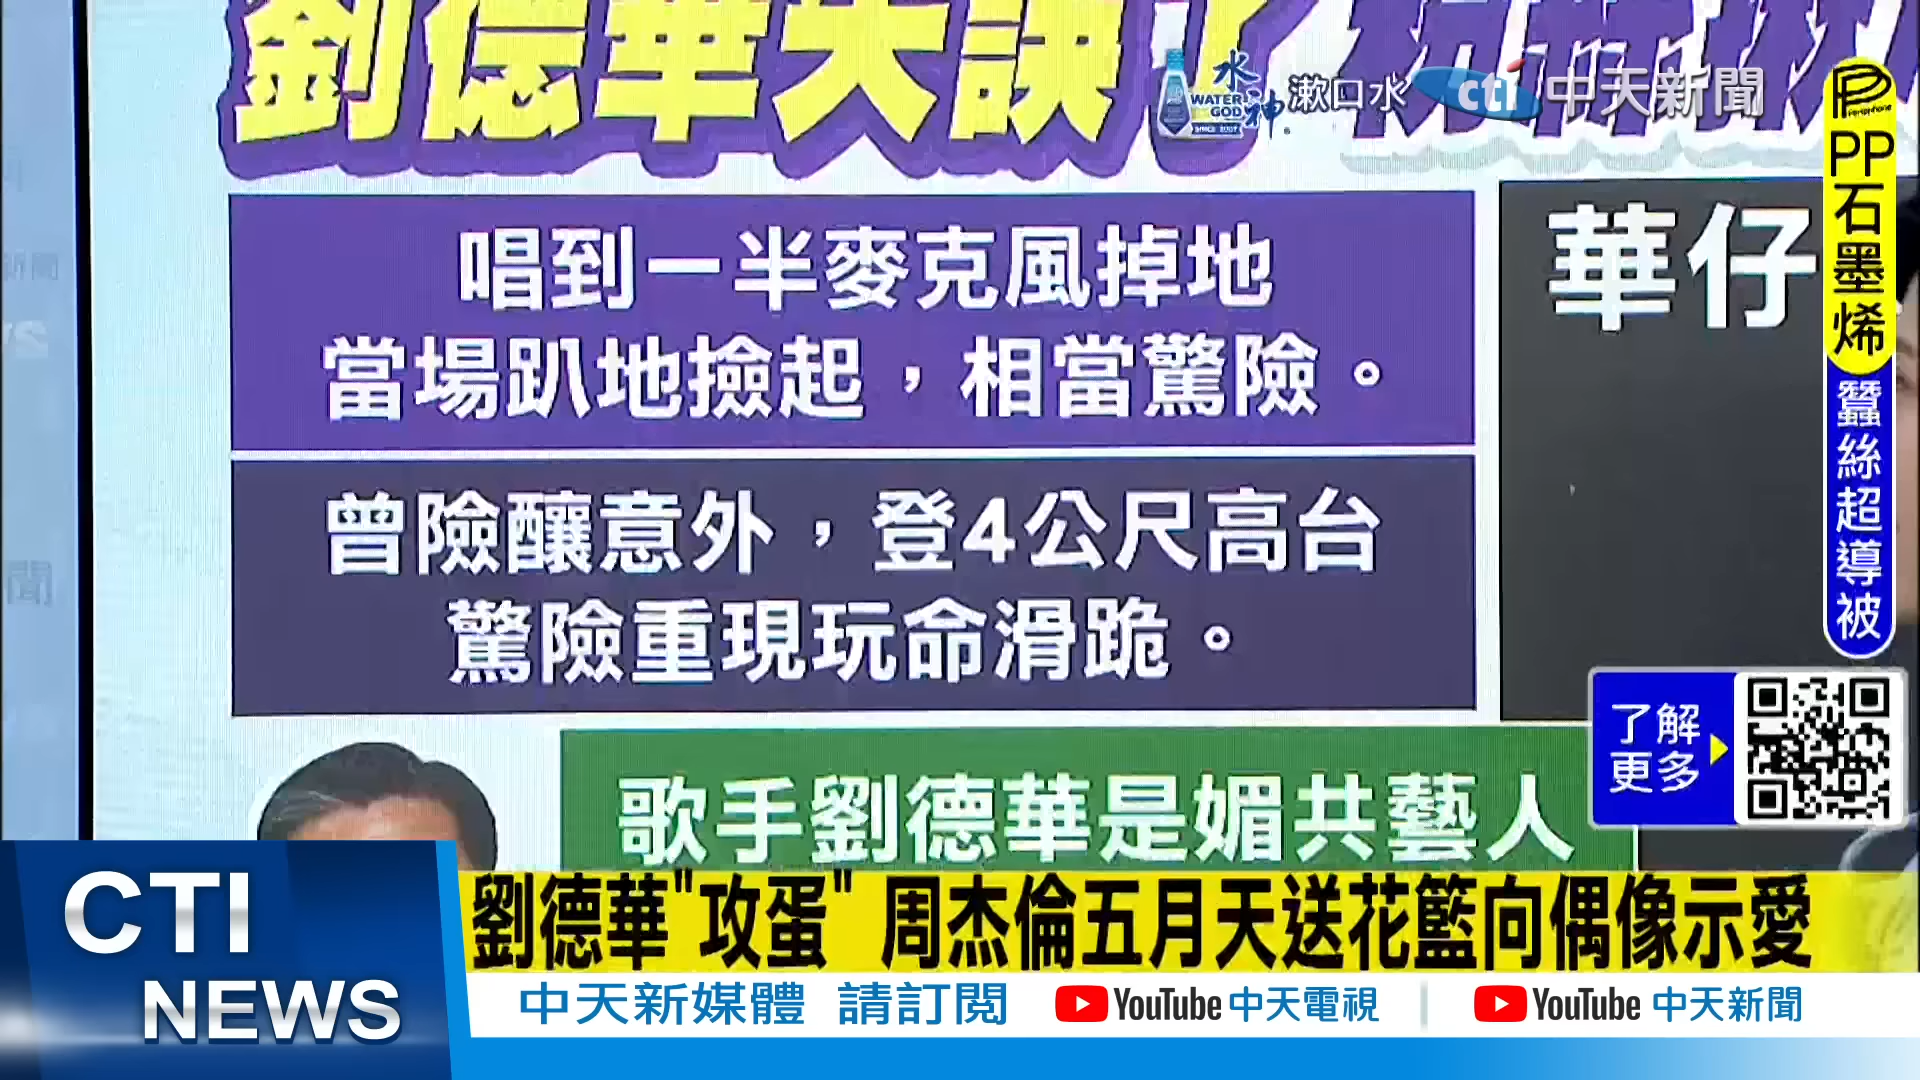 劉德華失誤了
水神
WATER GOD
SINCE 2007
漱口水
cti 中天新聞
唱到一半麥克風掉地
當場趴地撿起，相當驚險。
曾險釀意外，登4公尺高台
驚險重現玩命滑跪。
華仔
歌手劉德華是媚共藝人
PP石墨烯
蠶絲超導被
了解
更多
CTI
NEWS
劉德華"攻蛋" 周杰倫五月天送花籃向偶像示愛
中天新媒體 請訂閱 YouTube 中天電視 | YouTube 中天新聞